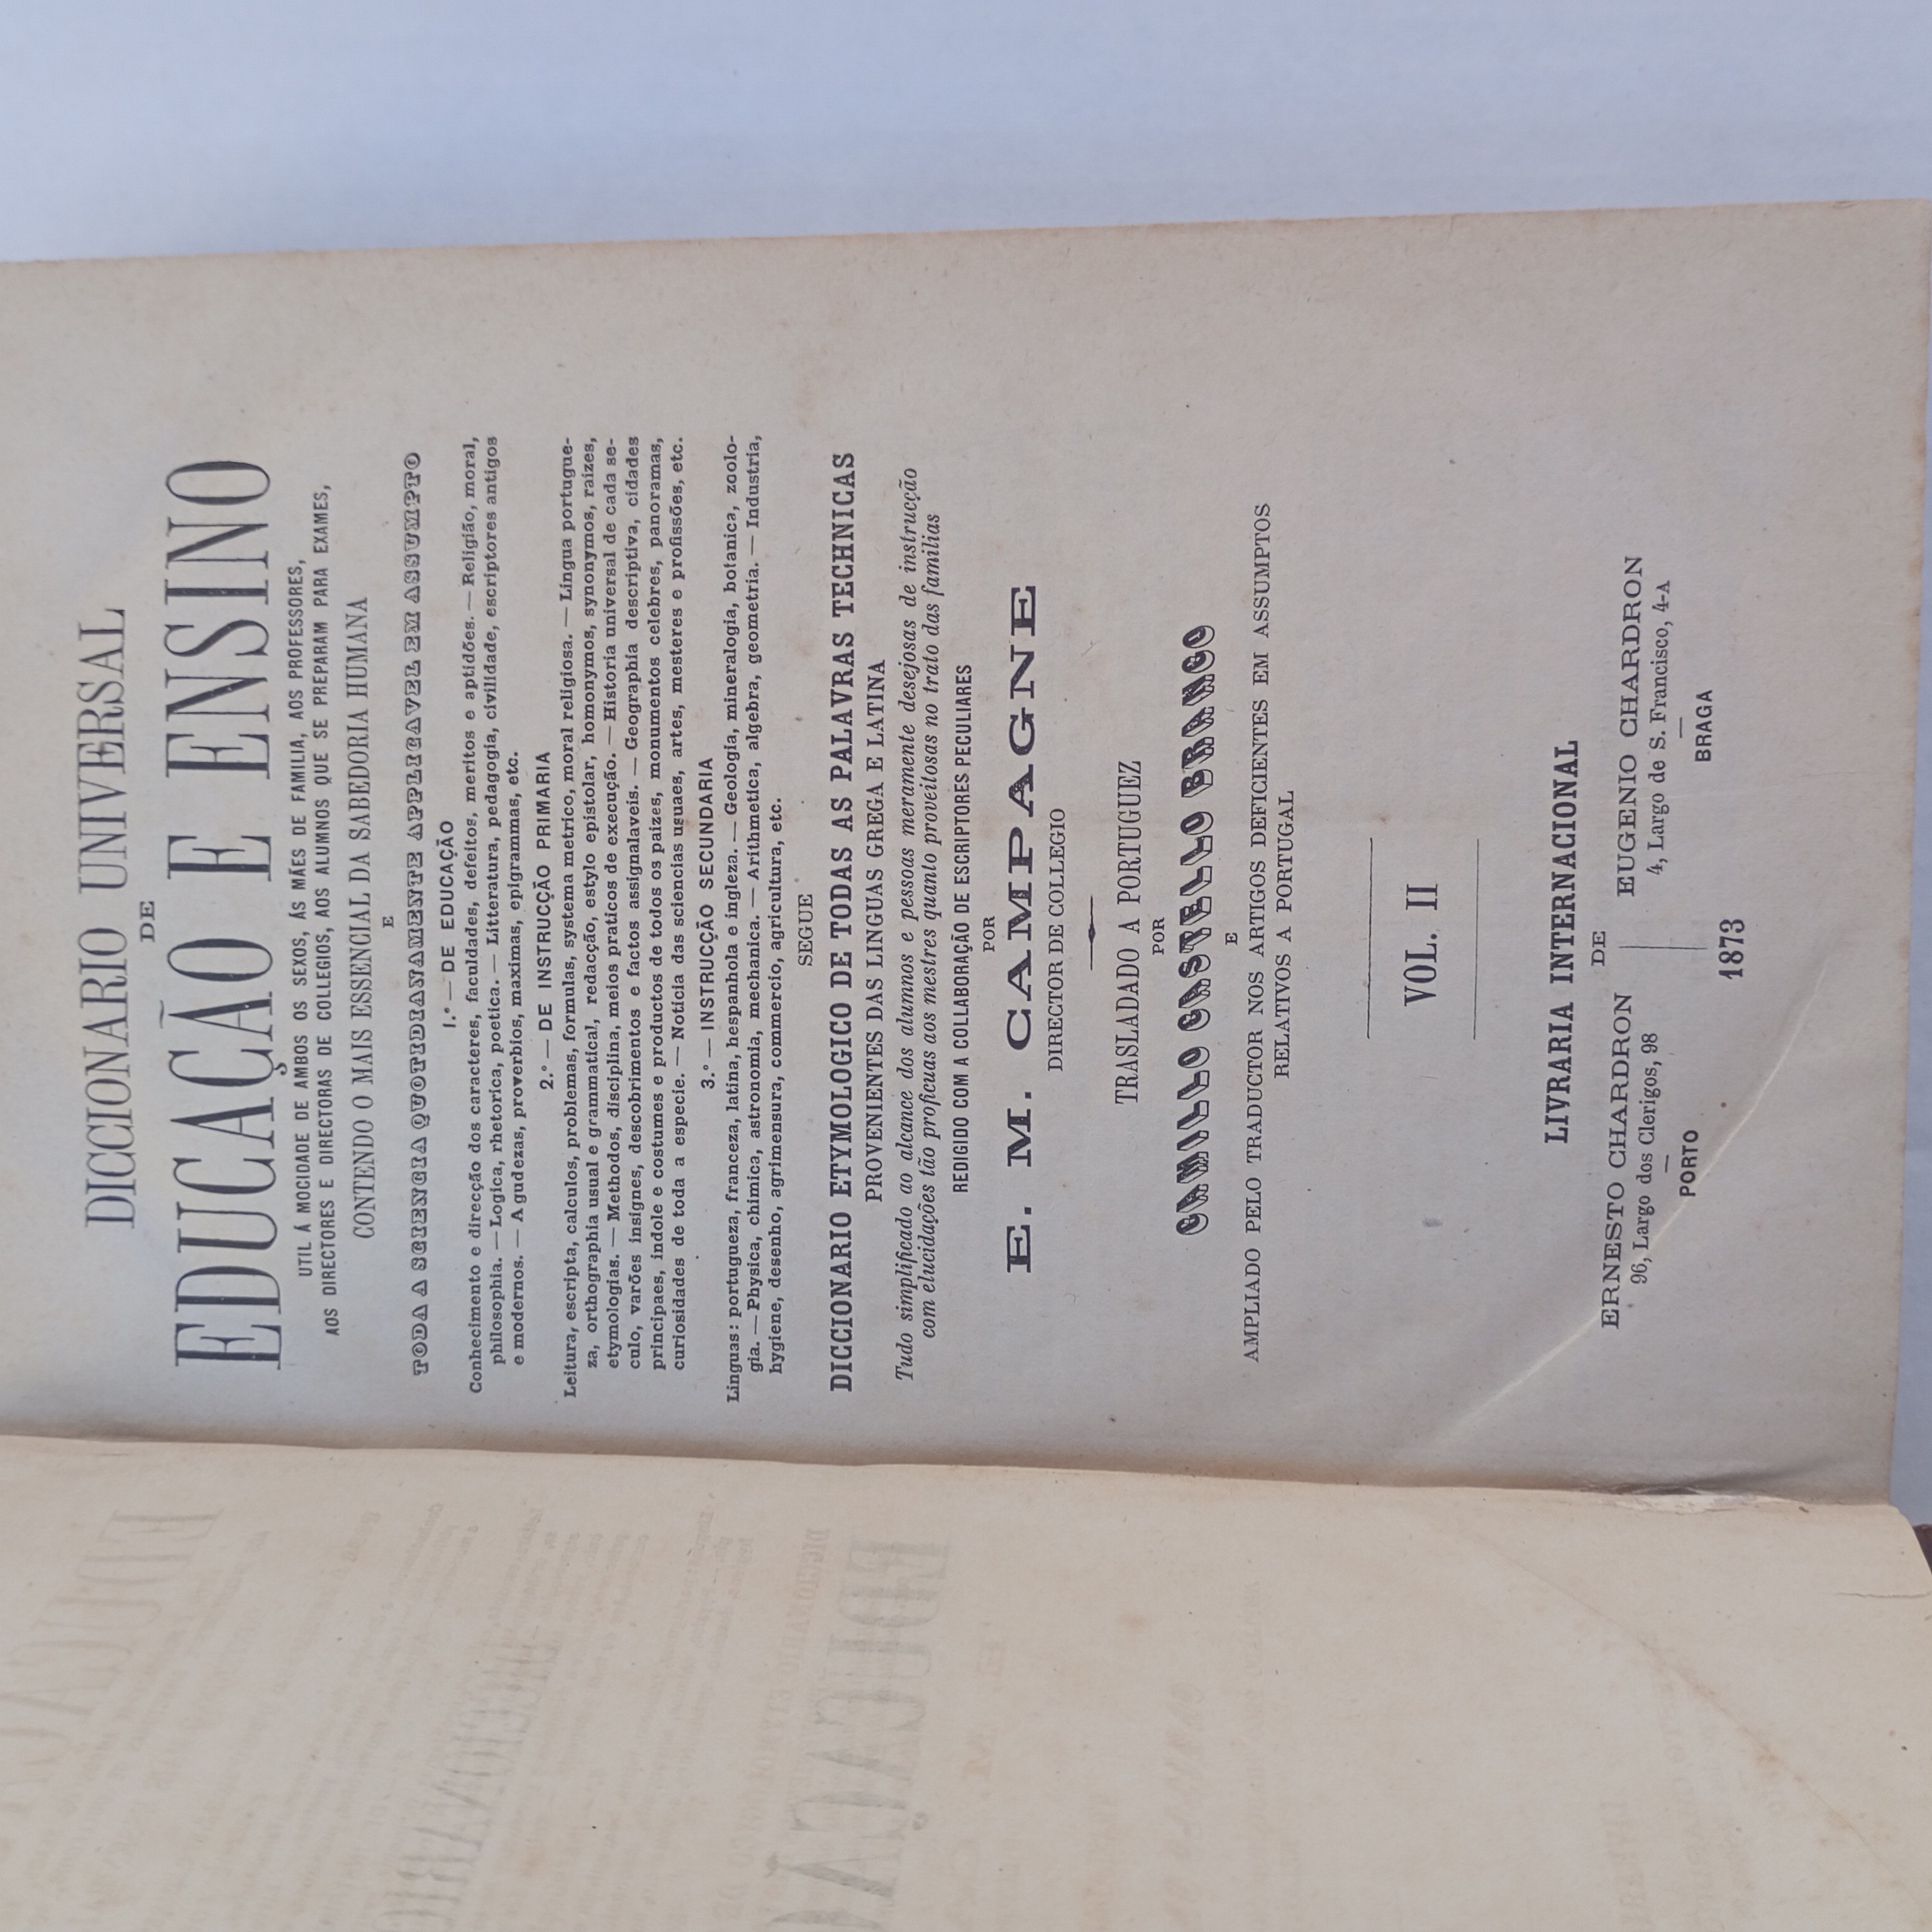 DICCIONARIO UNIVERSAL
DE
EDUCAÇÃO E ENSINO
UTIL Á MOCIDADE DE AMBOS OS SEXOS, ÁS MÃES DE FAMILIA, AOS PROFESSORES,
AOS DIRECTORES E DIRECTORAS DE COLLEGIOS, AOS ALUMNOS QUE SE PREPARAM PARA EXAMES,
CONTENDO O MAIS ESSENCIAL DA SABEDORIA HUMANA
E
TODA A SCIENCIA QUOTIDIANAMENTE APPLICAVEL EM ASSUMPTO
1.º — DE EDUCAÇÃO
Conhecimento e direcção dos caracteres, faculdades, defeitos, meritos e aptidões. — Religião, moral,
philosophia. — Logica, rhetorica, poetica. — Litteratura, pedagogia, civilidade, escriptores antigos
e modernos. — Agudezas, proverbios, maximas, epigrammas, etc.
2.º — DE INSTRUCÇÃO PRIMARIA
Leitura, escripta, calculos, problemas, formulas, systema metrico, moral religiosa. — Lingua portugue-
za, orthographia usual e grammatical, redacção, estylo epistolar, homonymos, synonymos, raizes,
etymologias. — Methodos, disciplina, meios praticos de execução. — Historia universal de cada se-
culo, varões insignes, descobrimentos e factos assignalaveis. — Geographia descriptiva, cidades
principaes, indole e costumes e productos de todos os paizes, monumentos celebres, panoramas,
curiosidades de toda a especie. — Noticia das sciencias usuaes, artes, mesteres e profissões, etc.
3.º — INSTRUCÇÃO SECUNDARIA
Linguas: portugueza, franceza, latina, hespanhola e ingleza. — Geologia, mineralogia, botanica, zoolo-
gia. — Physica, chimica, astronomia, mechanica. — Arithmetica, algebra, geometria. — Industria,
hygiene, desenho, agrimensura, commercio, agricultura, etc.
SEGUE
DICCIONARIO ETYMOLOGICO DE TODAS AS PALAVRAS TECHNICAS
PROVENIENTES DAS LINGUAS GREGA E LATINA
Tudo simplificado ao alcance dos alumnos e pessoas meramente desejosas de instrucção
com elucidações tão proficuas aos mestres quanto proveitosas no trato das familias
REDIGIDO COM A COLLABORAÇÃO DE ESCRIPTORES PECULIARES
POR
E. M. CAMPAGNE
DIRECTOR DE COLLEGIO
TRASLADADO A PORTUGUEZ
POR
CAMILLO CASTELLO BRANCO
E
AMPLIADO PELO TRADUCTOR NOS ARTIGOS DEFICIENTES EM ASSUMPTOS
RELATIVOS A PORTUGAL
VOL. II
LIVRARIA INTERNACIONAL
DE
ERNESTO CHARDRON
96, Largo dos Clerigos, 98
—
PORTO
EUGENIO CHARDRON
4, Largo de S. Francisco, 4-A
—
BRAGA
1873